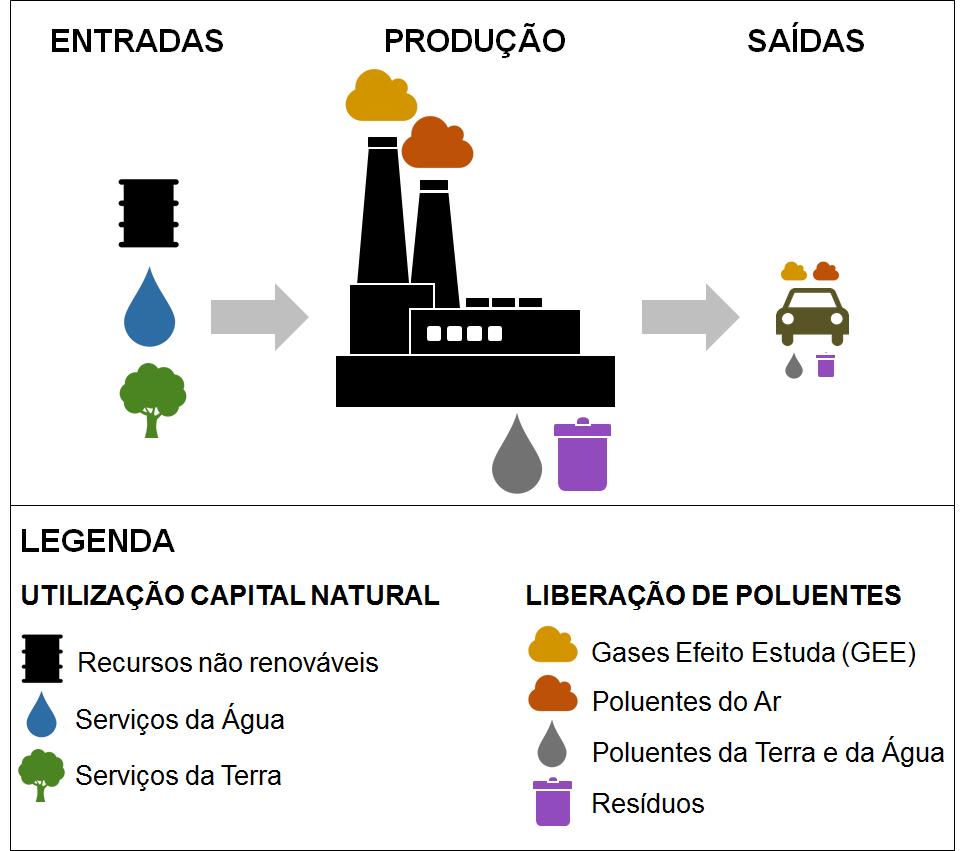 ENTRADAS
PRODUÇÃO
SAÍDAS
LEGENDA
UTILIZAÇÃO CAPITAL NATURAL
Recursos não renováveis
Serviços da Água
Serviços da Terra
LIBERAÇÃO DE POLUENTES
Gases Efeito Estuda (GEE)
Poluentes do Ar
Poluentes da Terra e da Água
Resíduos